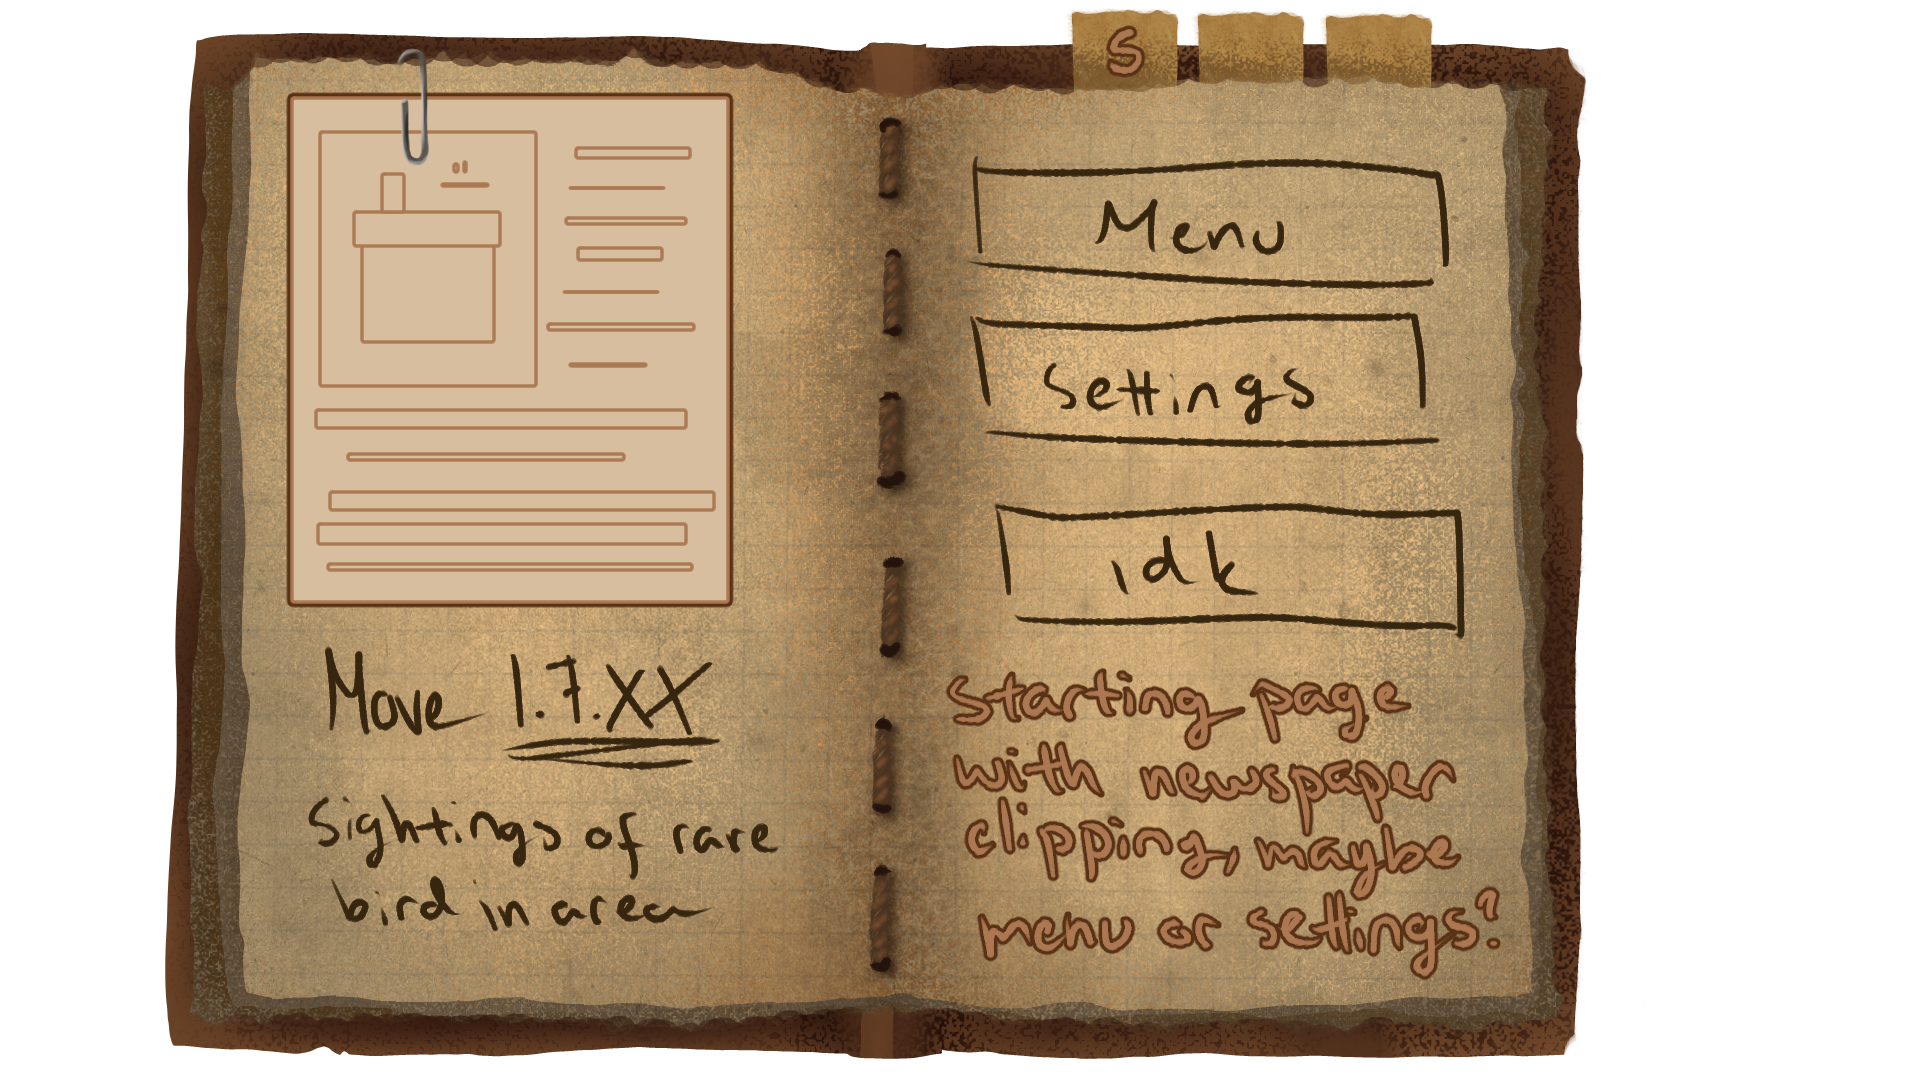 S
Move 1.7.XX
Sightings of rare
bird in area
Menu
Settings
idk
Starting page
with newspaper
clipping, maybe
menu or settings?